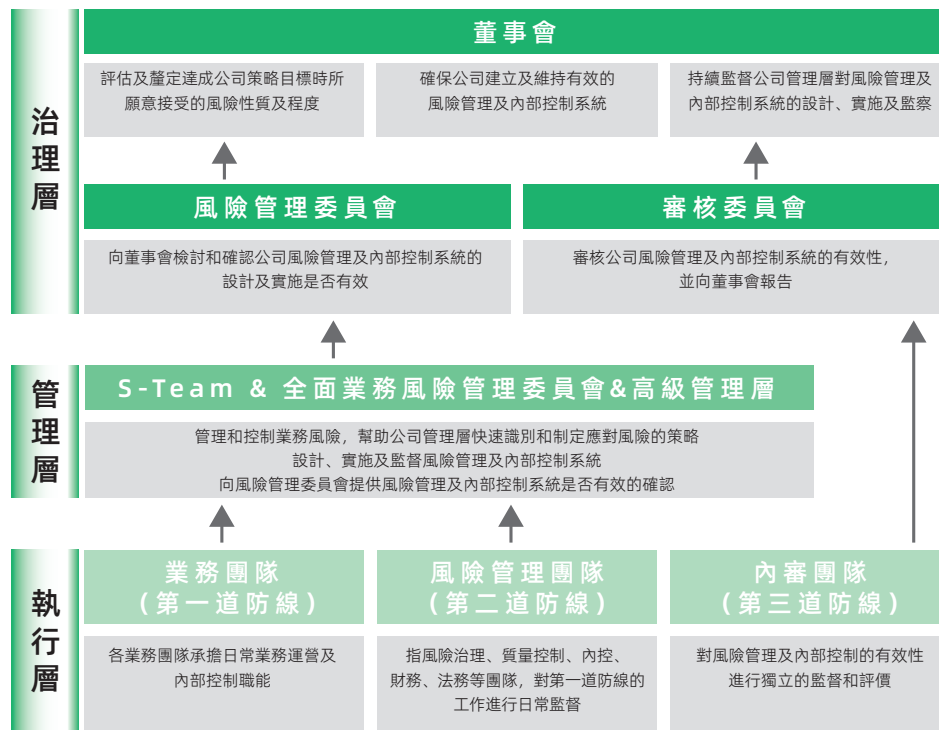 治理層
董事會
評估及釐定達成公司策略目標時所
願意接受的風險性質及程度
確保公司建立及維持有效的
風險管理及內部控制系統
持續監督公司管理層對風險管理及
內部控制系統的設計、實施及監察
風險管理委員會
向董事會檢討和確認公司風險管理及內部控制系統的
設計及實施是否有效
審核委員會
審核公司風險管理及內部控制系統的有效性，
並向董事會報告
管理層
S-Team & 全面業務風險管理委員會&高級管理層
管理和控制業務風險，幫助公司管理層快速識別和制定應對風險的策略
設計、實施及監督風險管理及內部控制系統
向風險管理委員會提供風險管理及內部控制系統是否有效的確認
執行層
業務團隊
(第一道防線)
各業務團隊承擔日常業務運營及
內部控制職能
風險管理團隊
(第二道防線)
指風險治理、質量控制、內控、
財務、法務等團隊，對第一道防線的
工作進行日常監督
內審團隊
(第三道防線)
對風險管理及內部控制的有效性
進行獨立的監督和評價